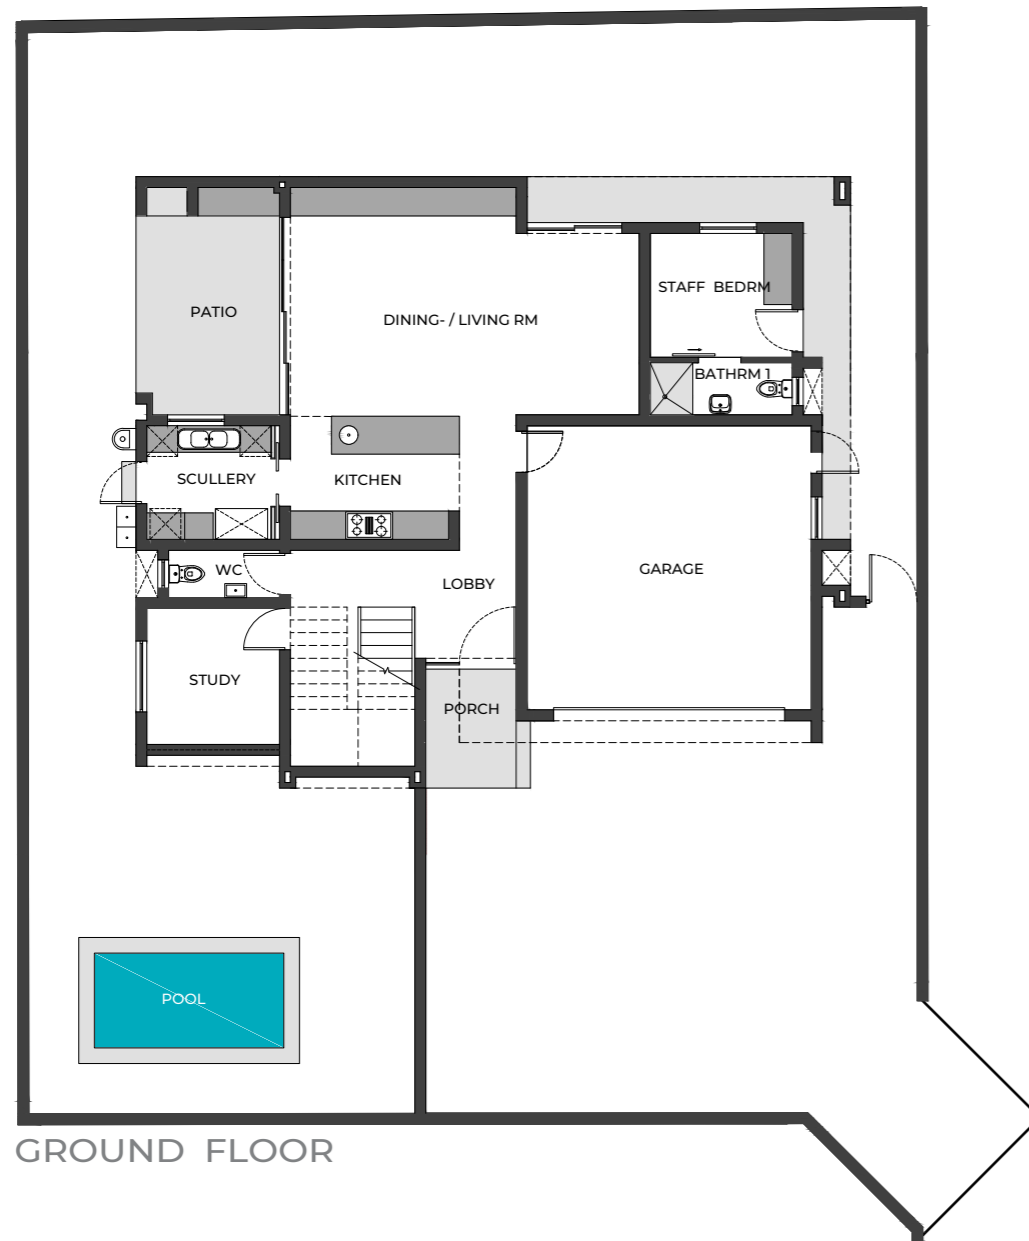 STAFF BEDRM
PATIO
DINING- / LIVING RM
BATHRM 1
SCULLERY
KITCHEN
WC
GARAGE
LOBBY
STUDY
PORCH
POOL
GROUND FLOOR